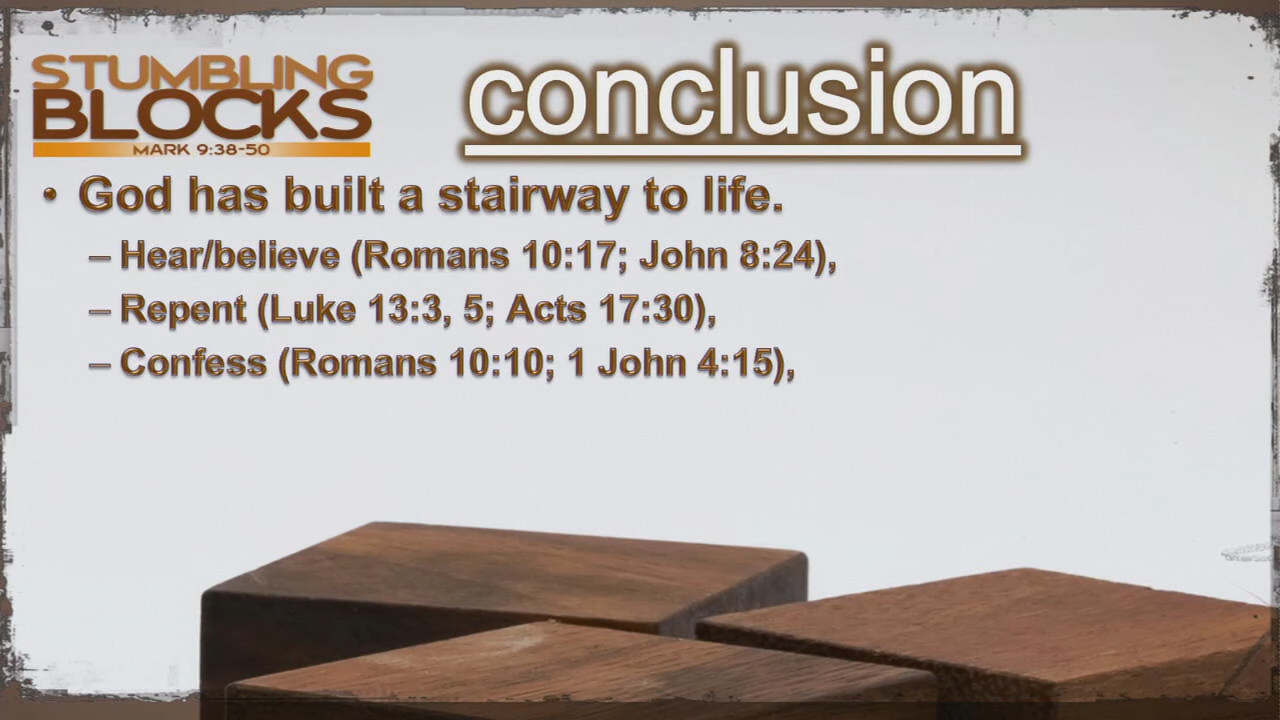 STUMBLING
BLOCKS
MARK 9:38-50
conclusion
• God has built a stairway to life.
– Hear/believe (Romans 10:17; John 8:24),
– Repent (Luke 13:3, 5; Acts 17:30),
– Confess (Romans 10:10; 1 John 4:15),